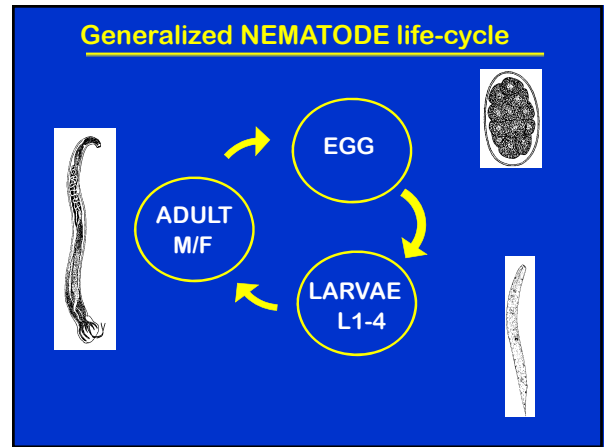 Generalized NEMATODE life-cycle
EGG
ADULT
M/F
LARVAE
L1-4